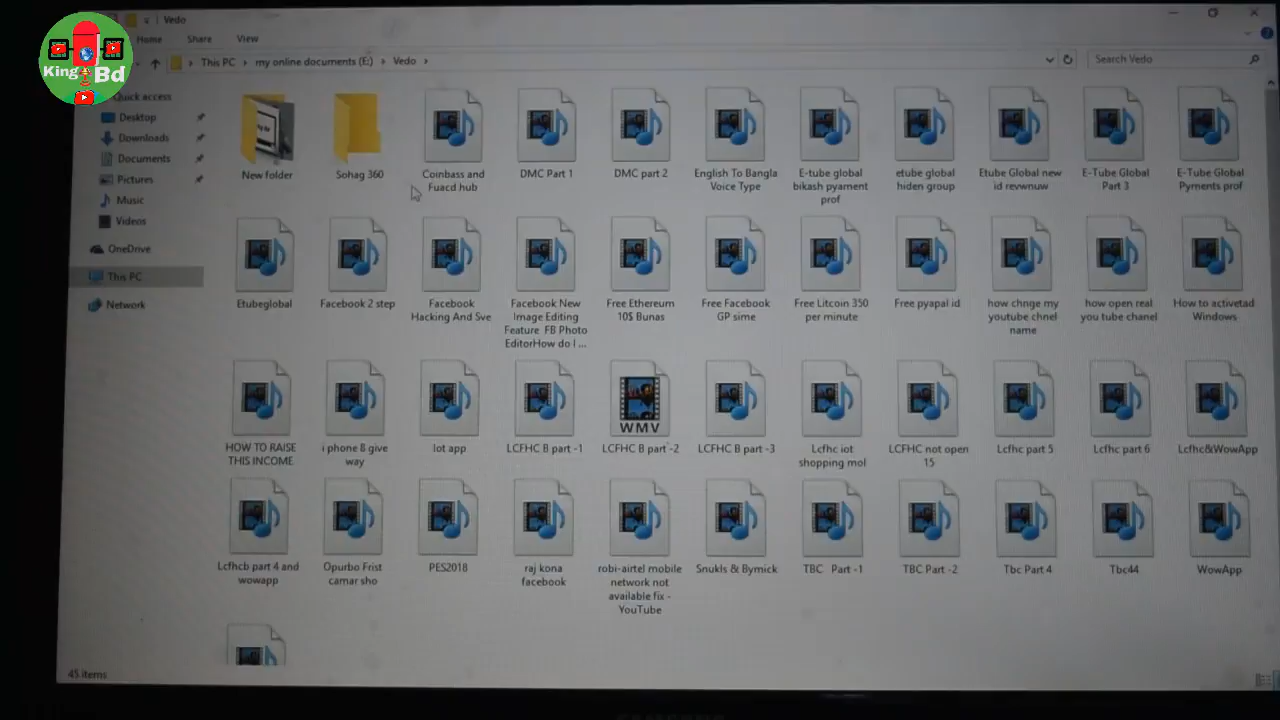 Vedo
Home Share View
This PC my online documents (E:) Vedo
Search Vedo
King Bd
Quick access
Desktop
Downloads
Documents
Pictures
Music
Videos
OneDrive
This PC
Network
New folder
Sohag 360
Coinbass and
Fuacd hub
DMC Part 1
DMC part 2
English To Bangla
Voice Type
E-tube global
bikash pyament
prof
etube global
hiden group
Etube Global new
id revwnuw
E-Tube Global
Part 3
E-Tube Global
Pyments prof
Etubeglobal
Facebook 2 step
Facebook
Hacking And Sve
Facebook New
Image Editing
Feature FB Photo
EditorHow do I ...
Free Ethereum
10$ Bunas
Free Facebook
GP sime
Free Litcoin 350
per minute
Free pyapal id
how chnge my
youtube chnel
name
how open real
you tube chanel
How to activetad
Windows
HOW TO RAISE
THIS INCOME
i phone 8 give
way
Iot app
LCFHC B part -1
WMV
LCFHC B part -2
LCFHC B part -3
Lcfhc iot
shopping mol
LCFHC not open
15
Lcfhc part 5
Lcfhc part 6
Lcfhc&WowApp
Lcfhcb part 4 and
wowapp
Opurbo Frist
camar sho
PES2018
raj kona
facebook
robi-airtel mobile
network not
available fix -
YouTube
Snukls & Bymick
TBC Part -1
TBC Part -2
Tbc Part 4
Tbc44
WowApp
45 items